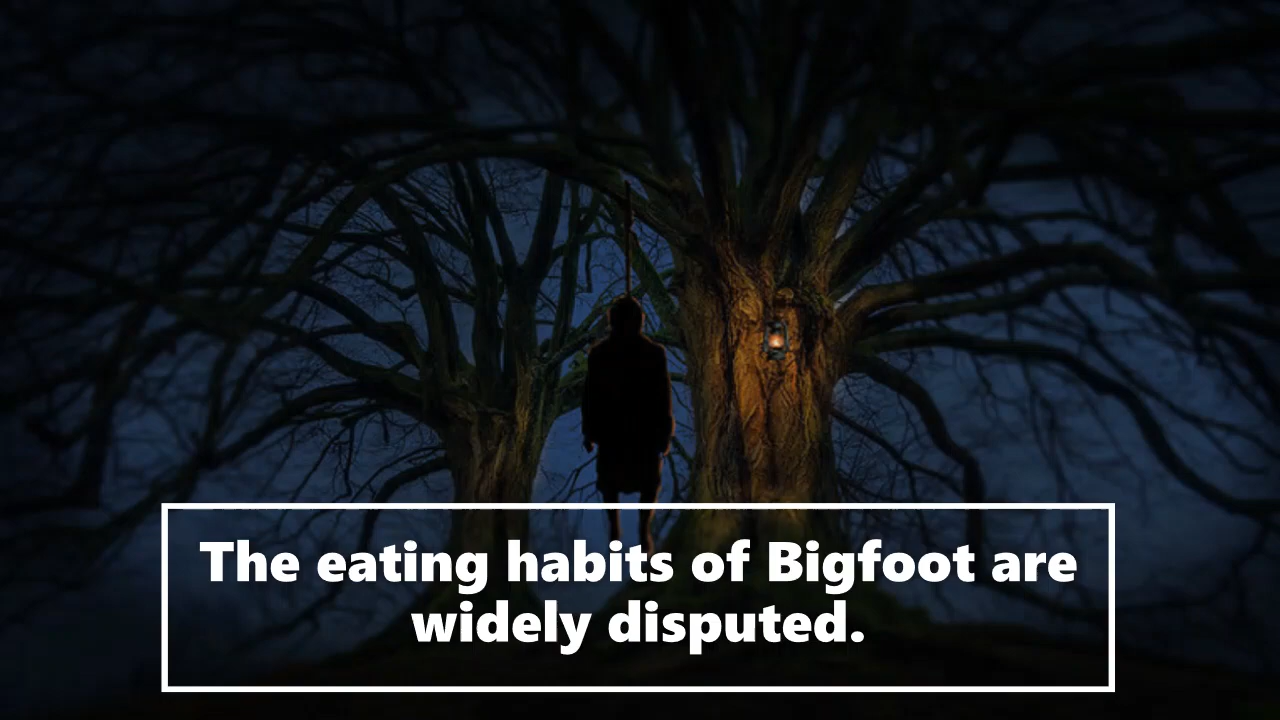 The eating habits of Bigfoot are
widely disputed.